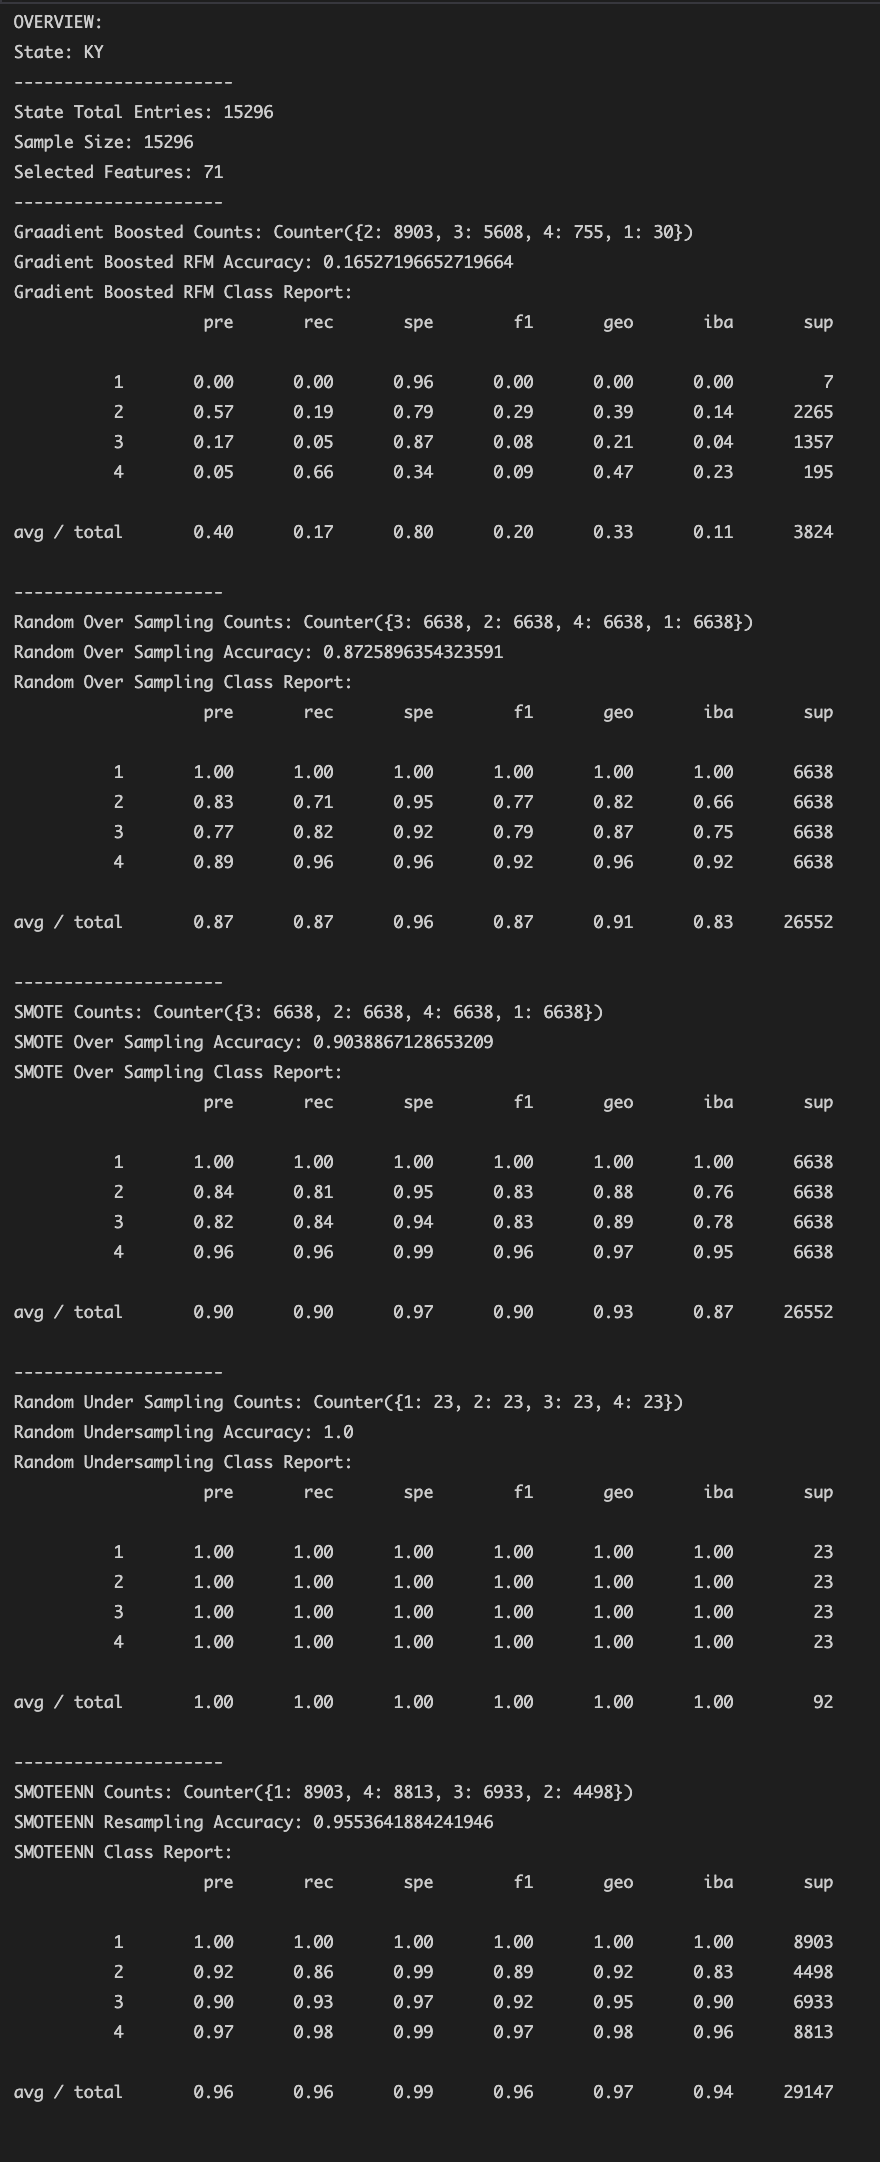 OVERVIEW:
State: KY
----------------------
State Total Entries: 15296
Sample Size: 15296
Selected Features: 71
---------------------
Graadient Boosted Counts: Counter({2: 8903, 3: 5608, 4: 755, 1: 30})
Gradient Boosted RFM Accuracy: 0.16527196652719664
Gradient Boosted RFM Class Report:
pre rec spe f1 geo iba sup
1 0.00 0.00 0.96 0.00 0.00 0.00 7
2 0.57 0.19 0.79 0.29 0.39 0.14 2265
3 0.17 0.05 0.87 0.08 0.21 0.04 1357
4 0.05 0.66 0.34 0.09 0.47 0.23 195
avg / total 0.40 0.17 0.80 0.20 0.33 0.11 3824
---------------------
Random Over Sampling Counts: Counter({3: 6638, 2: 6638, 4: 6638, 1: 6638})
Random Over Sampling Accuracy: 0.8725896354323591
Random Over Sampling Class Report:
pre rec spe f1 geo iba sup
1 1.00 1.00 1.00 1.00 1.00 1.00 6638
2 0.83 0.71 0.95 0.77 0.82 0.66 6638
3 0.77 0.82 0.92 0.79 0.87 0.75 6638
4 0.89 0.96 0.96 0.92 0.96 0.92 6638
avg / total 0.87 0.87 0.96 0.87 0.91 0.83 26552
---------------------
SMOTE Counts: Counter({3: 6638, 2: 6638, 4: 6638, 1: 6638})
SMOTE Over Sampling Accuracy: 0.9038867128653209
SMOTE Over Sampling Class Report:
pre rec spe f1 geo iba sup
1 1.00 1.00 1.00 1.00 1.00 1.00 6638
2 0.84 0.81 0.95 0.83 0.88 0.76 6638
3 0.82 0.84 0.94 0.83 0.89 0.78 6638
4 0.96 0.96 0.99 0.96 0.97 0.95 6638
avg / total 0.90 0.90 0.97 0.90 0.93 0.87 26552
---------------------
Random Under Sampling Counts: Counter({1: 23, 2: 23, 3: 23, 4: 23})
Random Undersampling Accuracy: 1.0
Random Undersampling Class Report:
pre rec spe f1 geo iba sup
1 1.00 1.00 1.00 1.00 1.00 1.00 23
2 1.00 1.00 1.00 1.00 1.00 1.00 23
3 1.00 1.00 1.00 1.00 1.00 1.00 23
4 1.00 1.00 1.00 1.00 1.00 1.00 23
avg / total 1.00 1.00 1.00 1.00 1.00 1.00 92
---------------------
SMOTEENN Counts: Counter({1: 8903, 4: 8813, 3: 6933, 2: 4498})
SMOTEENN Resampling Accuracy: 0.9553641884241946
SMOTEENN Class Report:
pre rec spe f1 geo iba sup
1 1.00 1.00 1.00 1.00 1.00 1.00 8903
2 0.92 0.86 0.99 0.89 0.92 0.83 4498
3 0.90 0.93 0.97 0.92 0.95 0.90 6933
4 0.97 0.98 0.99 0.97 0.98 0.96 8813
avg / total 0.96 0.96 0.99 0.96 0.97 0.94 29147